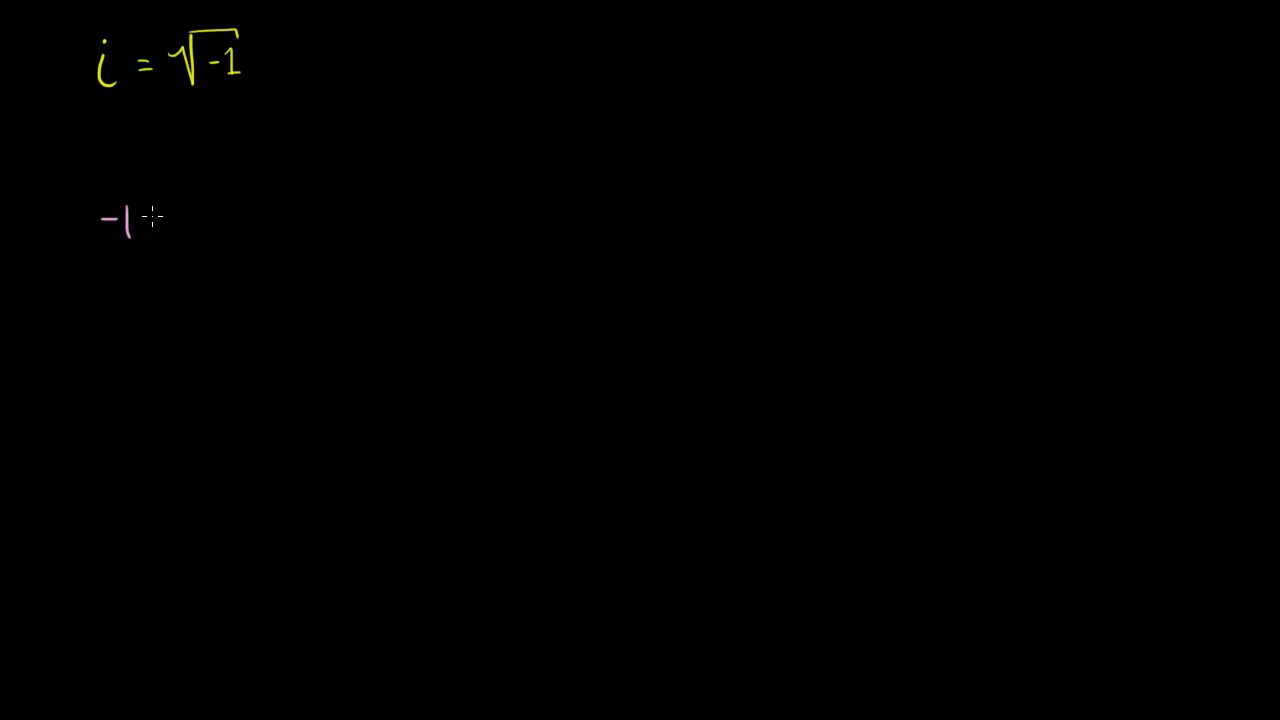 i = √-1
-1